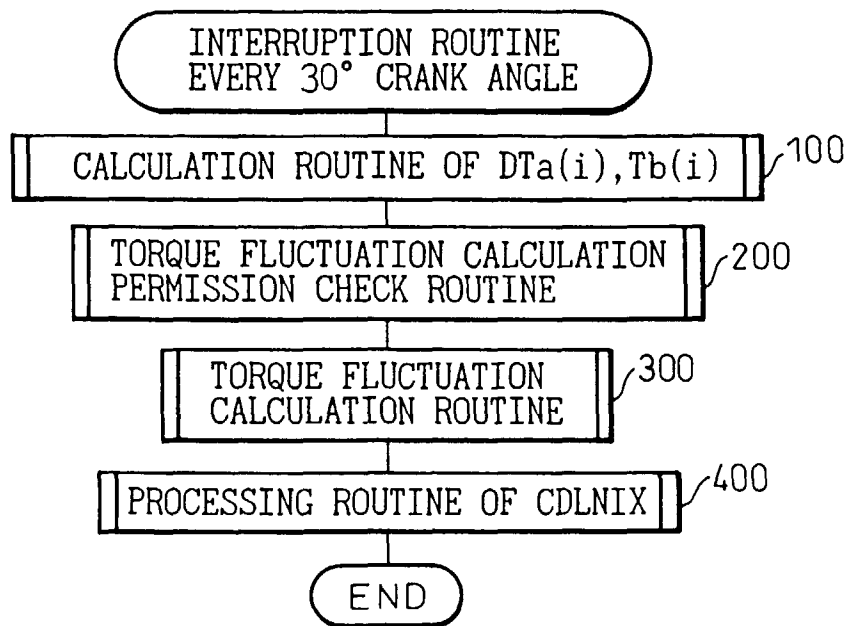 INTERRUPTION ROUTINE
EVERY 30° CRANK ANGLE
CALCULATION ROUTINE OF DTa(i),Tb(i)
100
TORQUE FLUCTUATION CALCULATION
PERMISSION CHECK ROUTINE
200
TORQUE FLUCTUATION
CALCULATION ROUTINE
300
PROCESSING ROUTINE OF CDLNIX
400
END